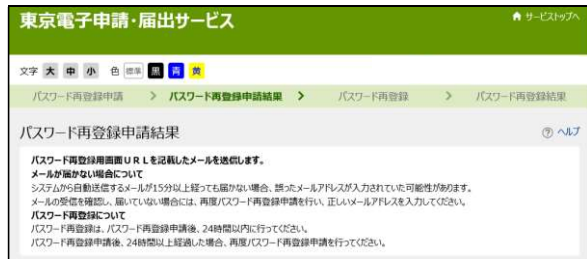 東京電子申請・届出サービス
サービストップへ
文字 大 中 小 色 標準 黒 青 黄
パスワード再登録申請 > パスワード再登録申請結果 > パスワード再登録 > パスワード再登録結果
パスワード再登録申請結果
? ヘルプ
パスワード再登録用画面ＵＲＬを記載したメールを送信します。
メールが届かない場合について
システムから自動送信するメールが15分以上経っても届かない場合、誤ったメールアドレスが入力されていた可能性があります。
メールの受信を確認し、届いていない場合には、再度パスワード再登録申請を行い、正しいメールアドレスを入力してください。
パスワード再登録について
パスワード再登録は、パスワード再登録申請後、24時間以内に行ってください。
パスワード再登録申請後、24時間以上経過した場合、再度パスワード再登録申請を行ってください。